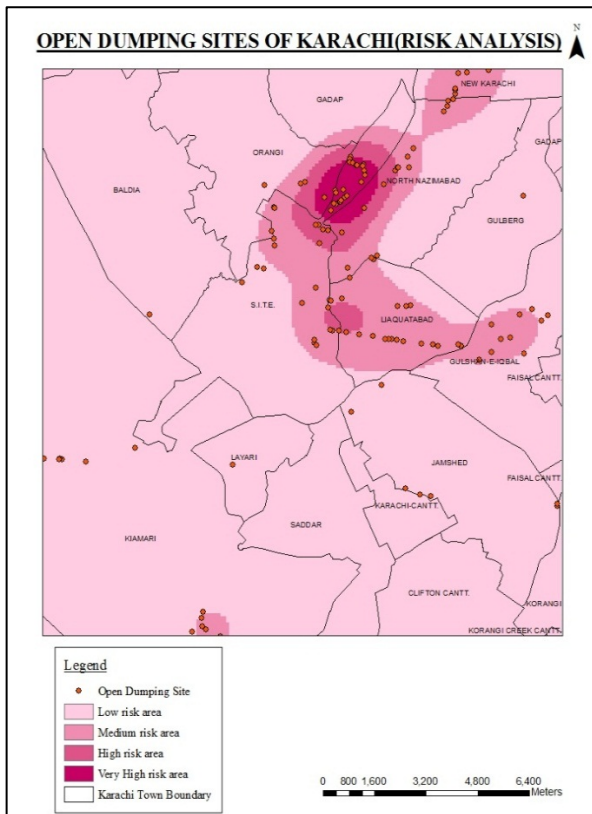 OPEN DUMPING SITES OF KARACHI(RISK ANALYSIS)
N
NEW KARACHI
GADAP
GADAP
ORANGI
NORTH NAZIMABAD
BALDIA
GULBERG
S.I.T.E.
LIAQUATABAD
GULSHAN-E-IQBAL
FAISAL CANTT.
LAYARI
JAMSHED
FAISAL CANTT.
KARACHI-CANTT.
SADDAR
KIAMARI
CLIFTON CANTT.
KORANGI
KORANGI CREEK CANTT.
Legend
Open Dumping Site
Low risk area
Medium risk area
High risk area
Very High risk area
Karachi Town Boundary
0 800 1,600 3,200 4,800 6,400
Meters